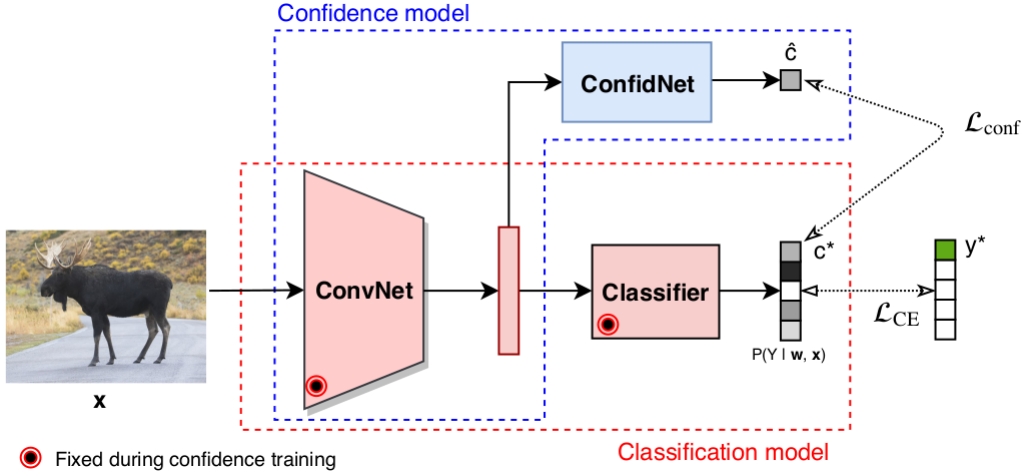 Confidence model
ĉ
ConfidNet
ℒconf
c*
y*
ConvNet
Classifier
ℒCE
P(Y | w, x)
x
Classification model
Fixed during confidence training